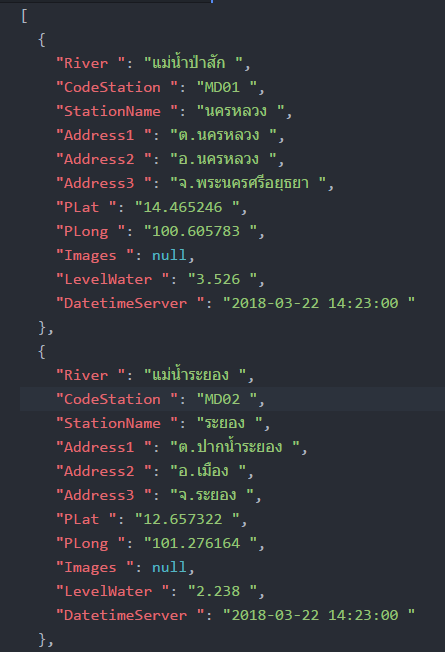 [
{
"River ": "แม่น้ำป่าสัก ",
"CodeStation ": "MD01 ",
"StationName ": "นครหลวง ",
"Address1 ": "ต.นครหลวง ",
"Address2 ": "อ.นครหลวง ",
"Address3 ": "จ.พระนครศรีอยุธยา ",
"PLat ": "14.465246 ",
"PLong ": "100.605783 ",
"Images ": null,
"LevelWater ": "3.526 ",
"DatetimeServer ": "2018-03-22 14:23:00 "
},
{
"River ": "แม่น้ำระยอง ",
"CodeStation ": "MD02 ",
"StationName ": "ระยอง ",
"Address1 ": "ต.ปากน้ำระยอง ",
"Address2 ": "อ.เมือง ",
"Address3 ": "จ.ระยอง ",
"PLat ": "12.657322 ",
"PLong ": "101.276164 ",
"Images ": null,
"LevelWater ": "2.238 ",
"DatetimeServer ": "2018-03-22 14:23:00 "
},